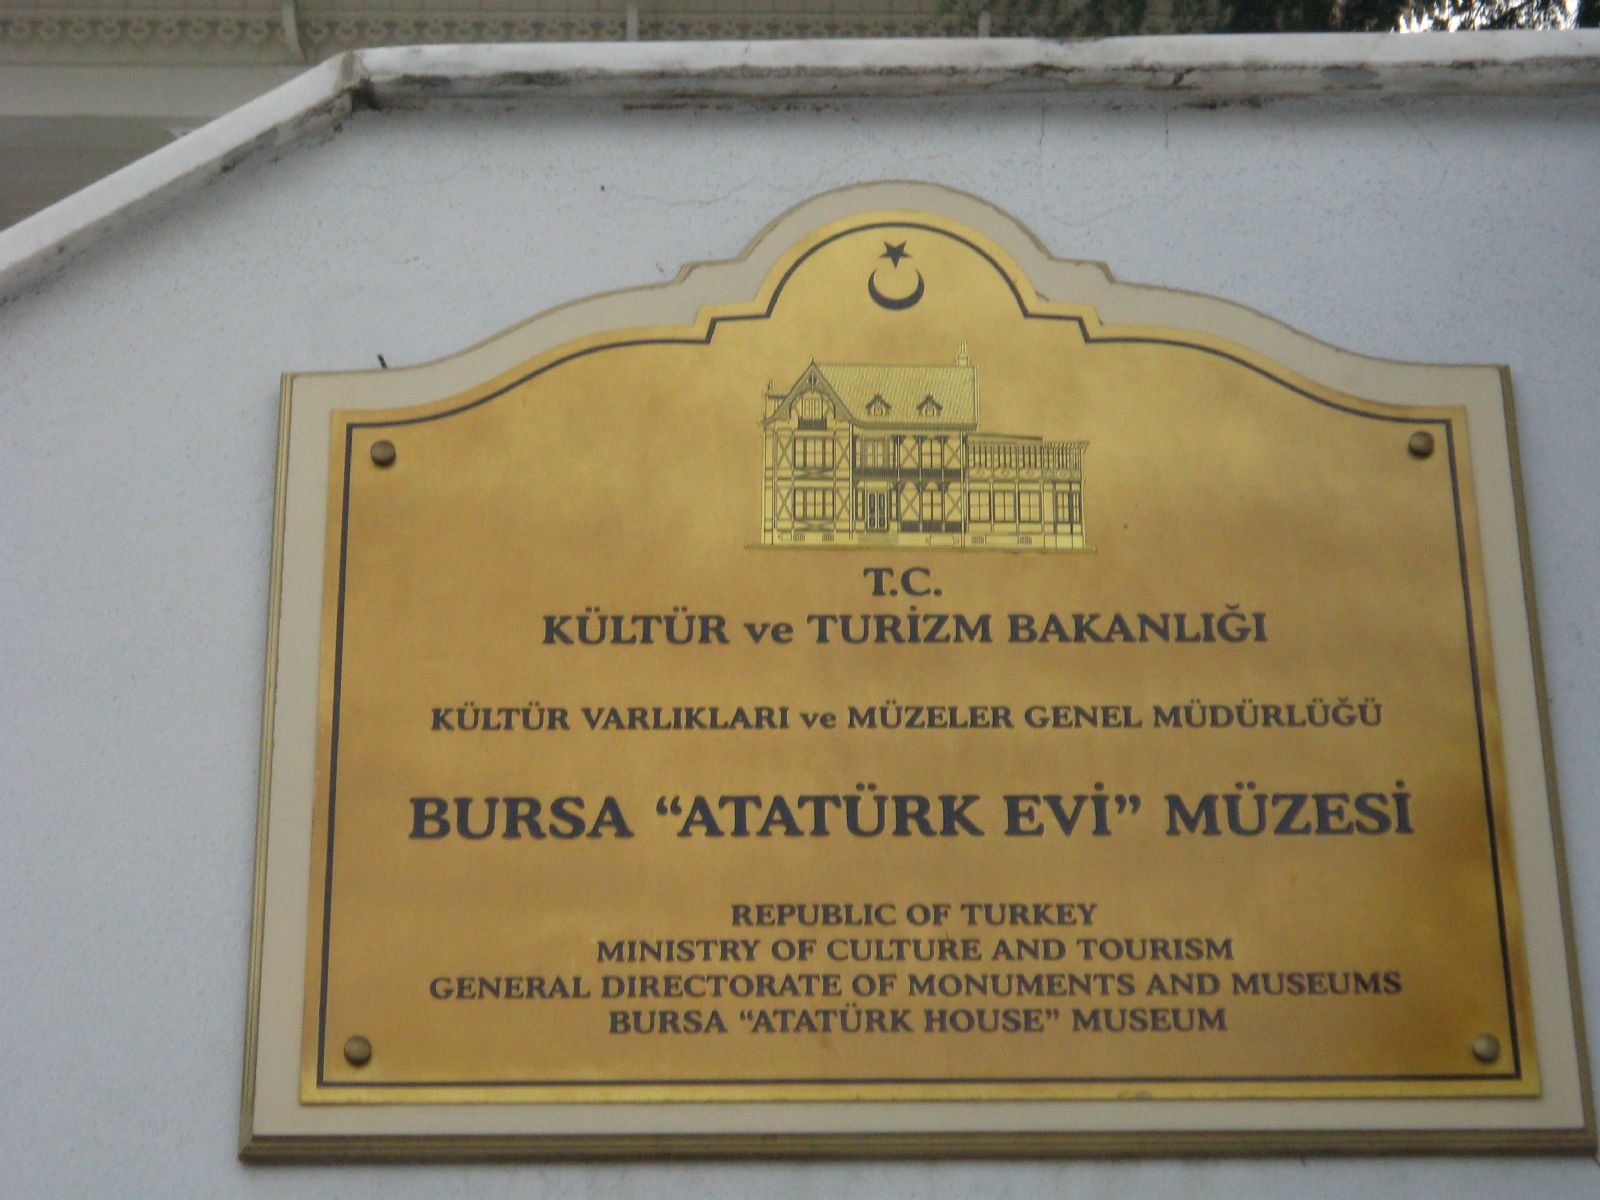 T.C.
KÜLTÜR ve TURİZM BAKANLIĞI
KÜLTÜR VARLIKLARI ve MÜZELER GENEL MÜDÜRLÜĞÜ
BURSA “ATATÜRK EVİ” MÜZESİ
REPUBLIC OF TURKEY
MINISTRY OF CULTURE AND TOURISM
GENERAL DIRECTORATE OF MONUMENTS AND MUSEUMS
BURSA “ATATÜRK HOUSE” MUSEUM